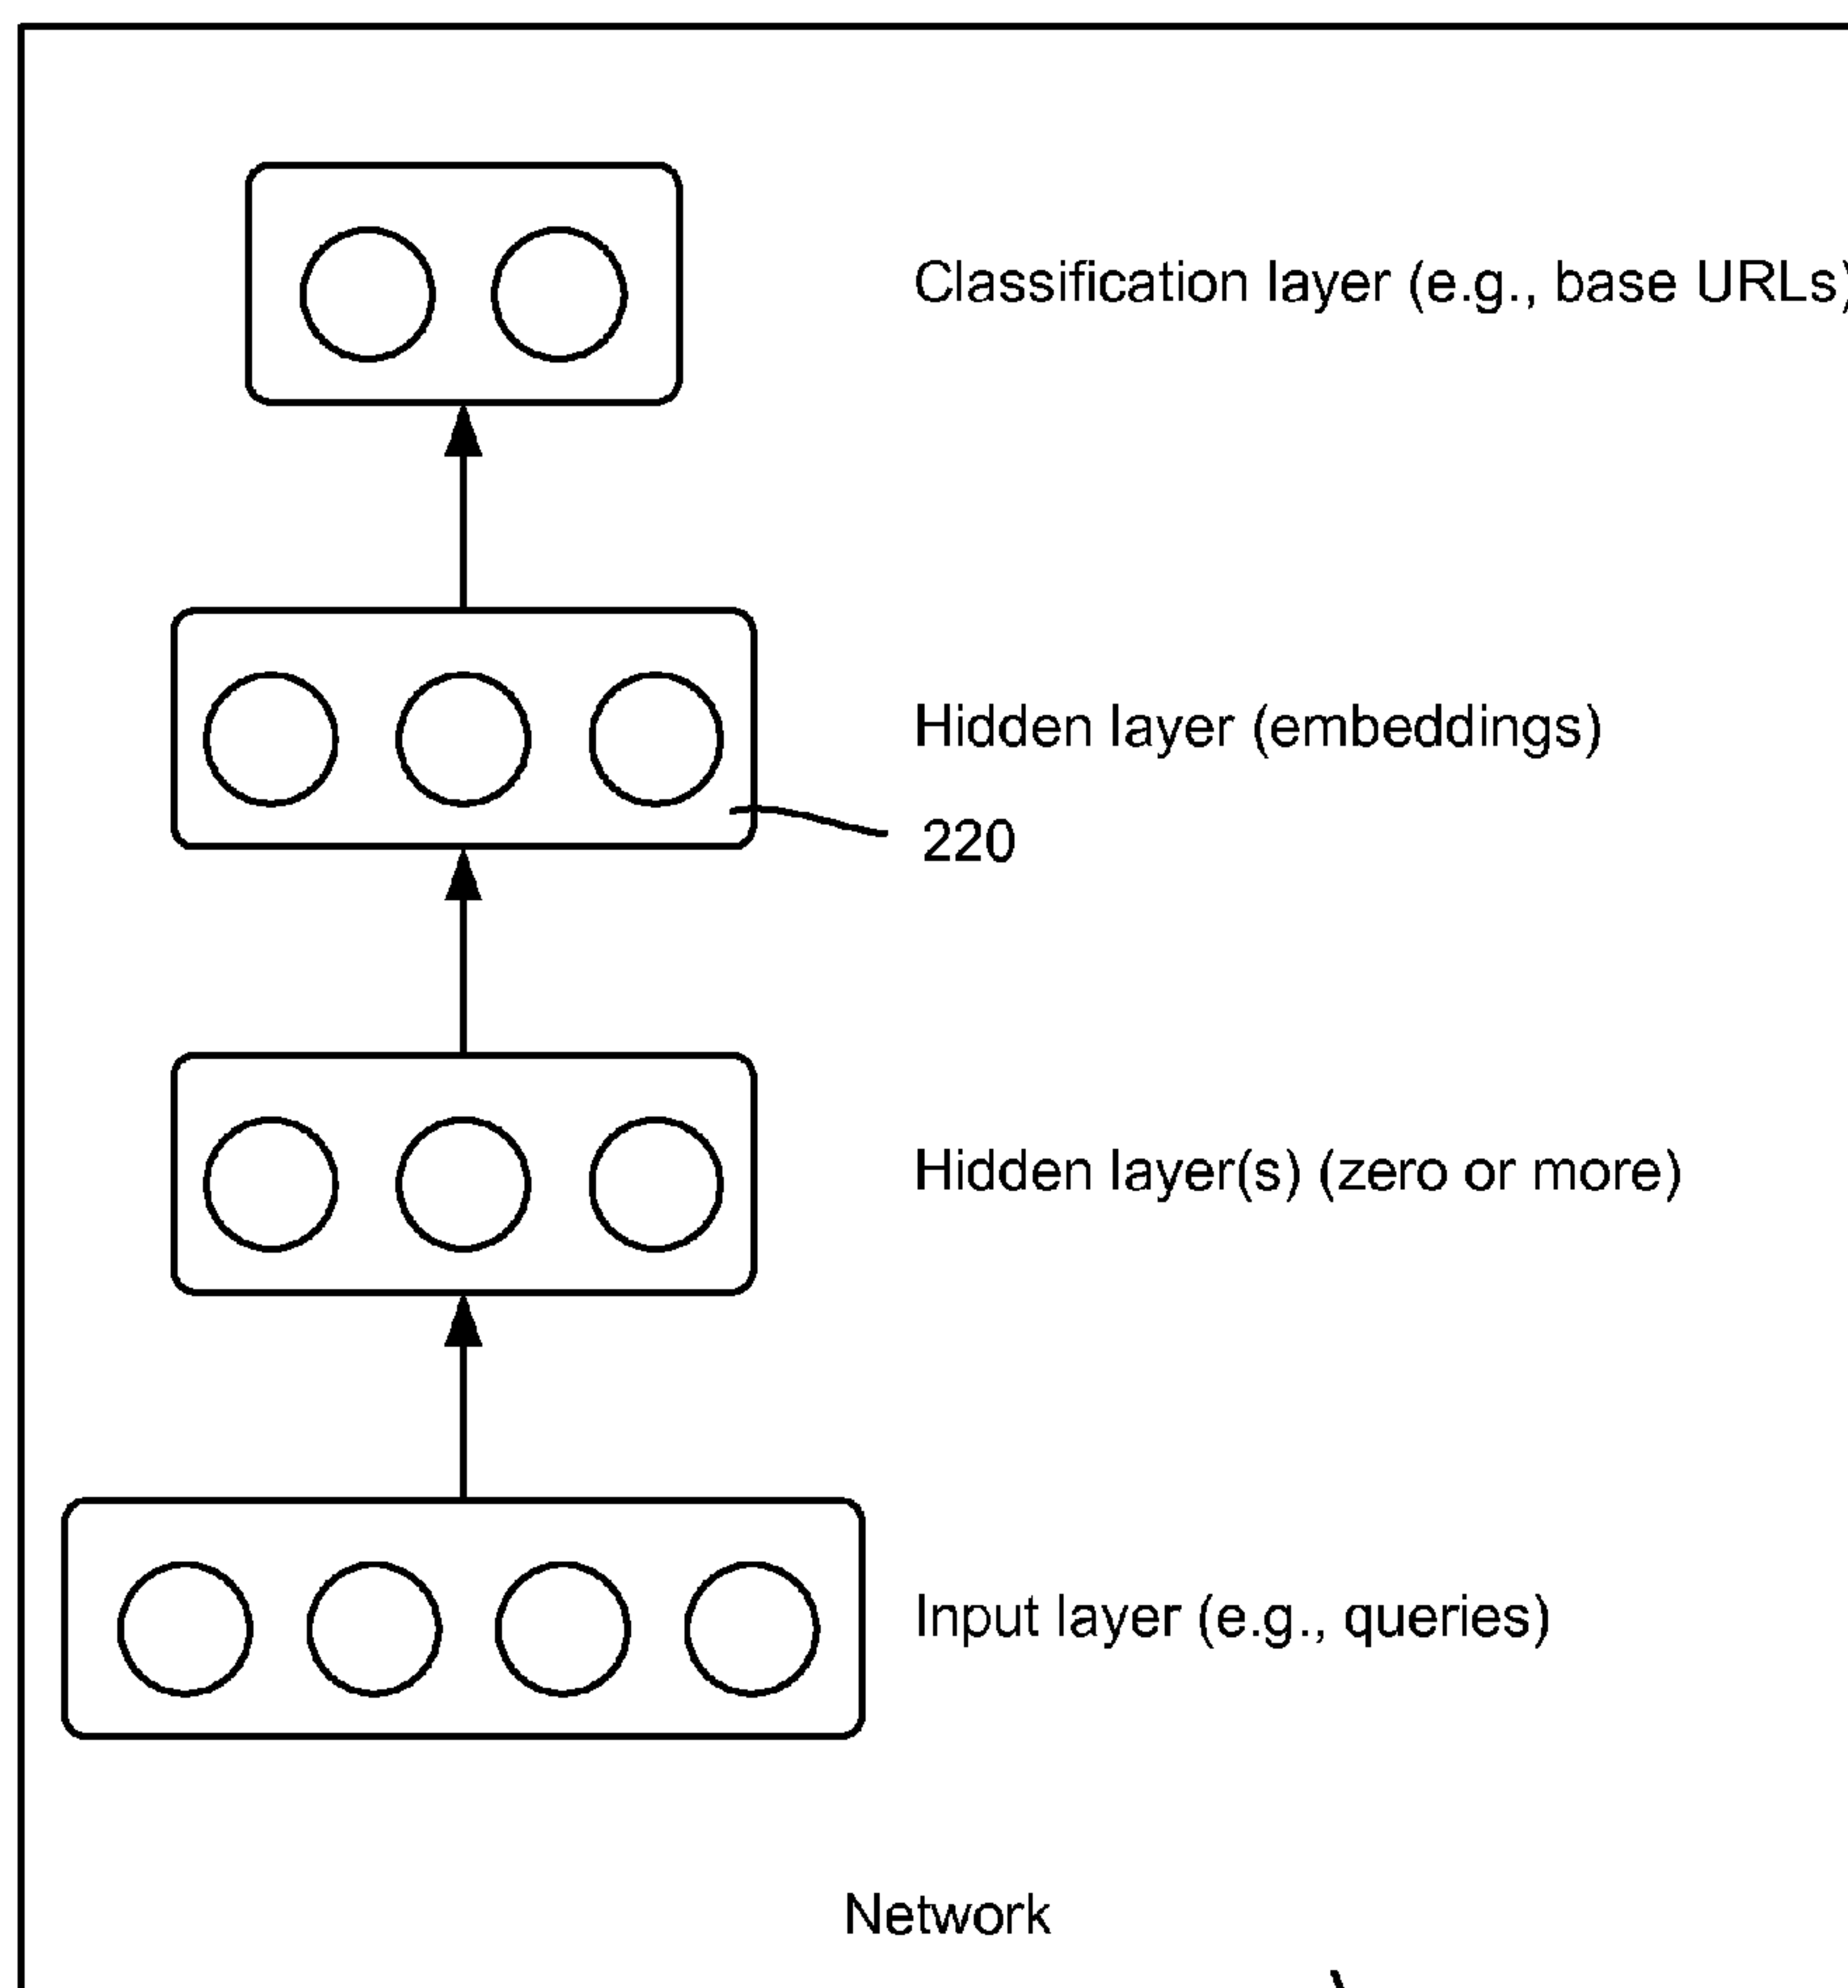 Classification layer (e.g., base URLs)
Hidden layer (embeddings)
220
Hidden layer(s) (zero or more)
Input layer (e.g., queries)
Network